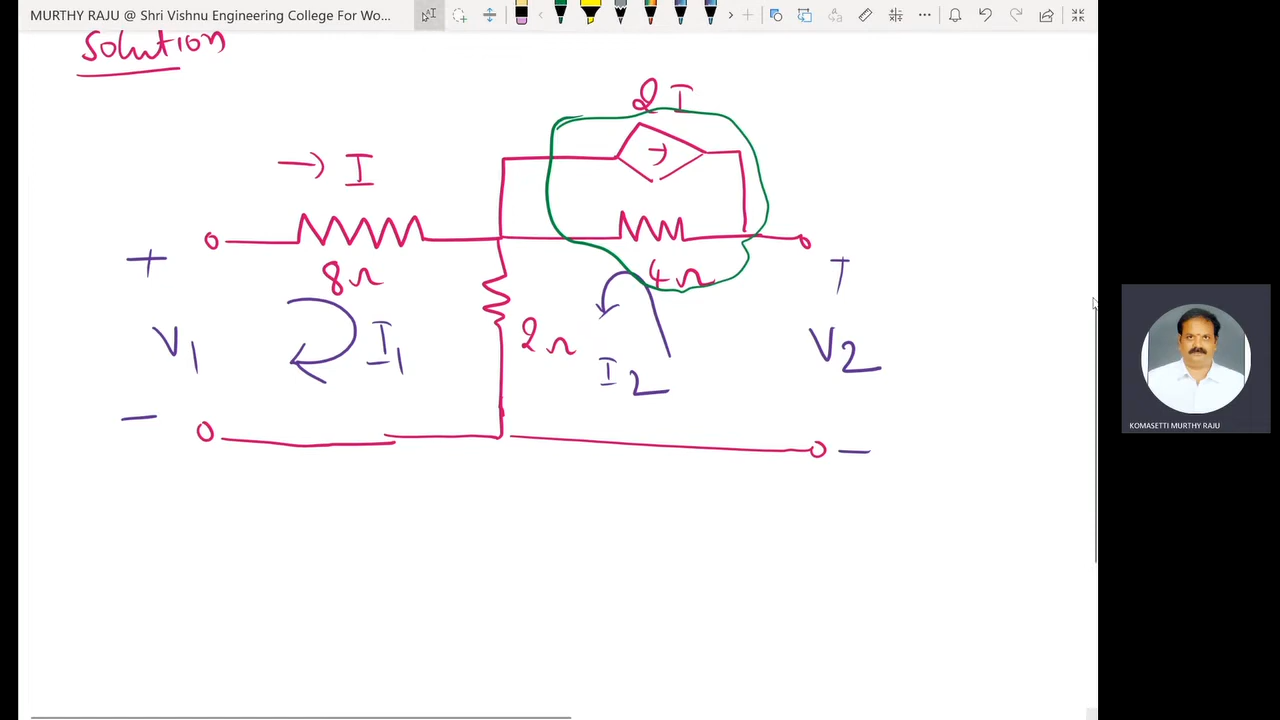 MURTHY RAJU @ Shri Vishnu Engineering College For Wo...
Solution
2I
→ I
8Ω
4Ω
2Ω
+
V1
−
I1
I2
+
V2
−
KOMASETTI MURTHY RAJU